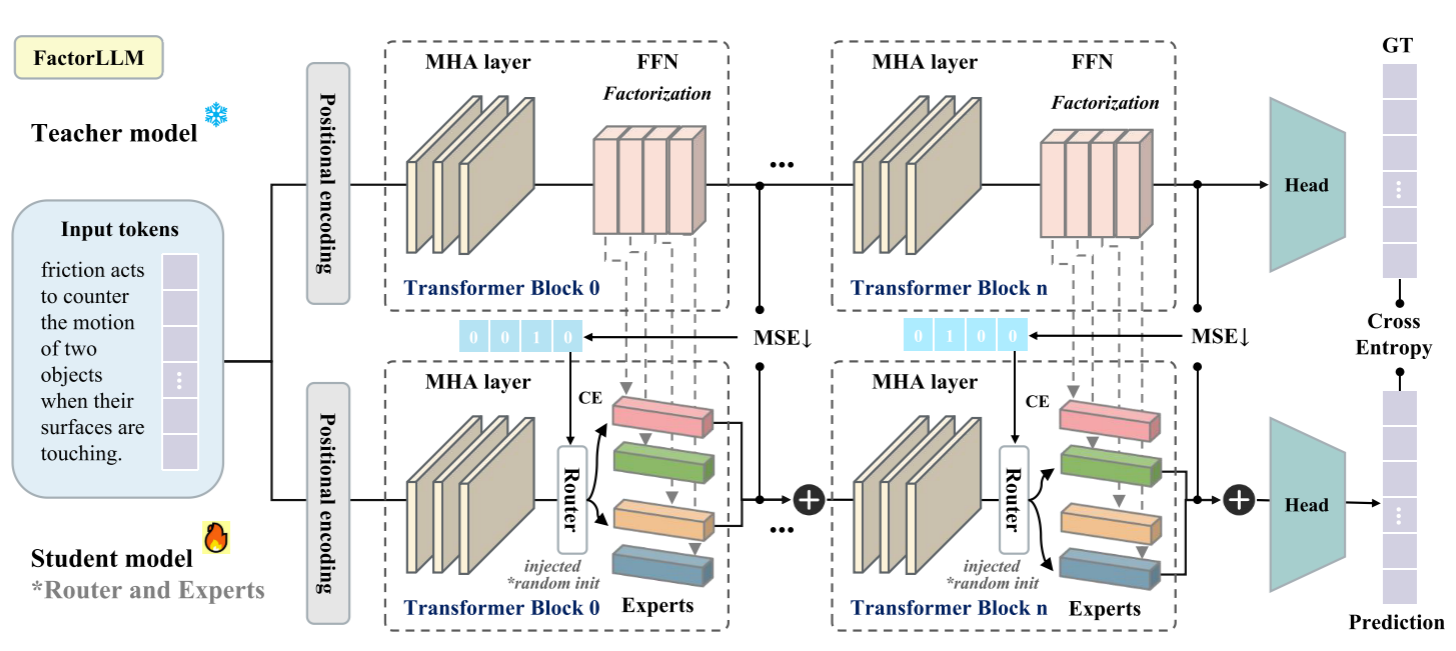 FactorLLM
Teacher model
Input tokens
friction acts
to counter
the motion
of two
objects
when their
surfaces are
touching.
Student model
*Router and Experts
Positional encoding
MHA layer
FFN
Factorization
Transformer Block 0
...
MHA layer
FFN
Factorization
Transformer Block n
Head
GT
0 0 1 0
MSE↓
0 1 0 0
MSE↓
Cross
Entropy
Positional encoding
MHA layer
CE
Router
injected
*random init
Transformer Block 0
Experts
...
MHA layer
CE
Router
injected
*random init
Transformer Block n
Experts
Head
Prediction